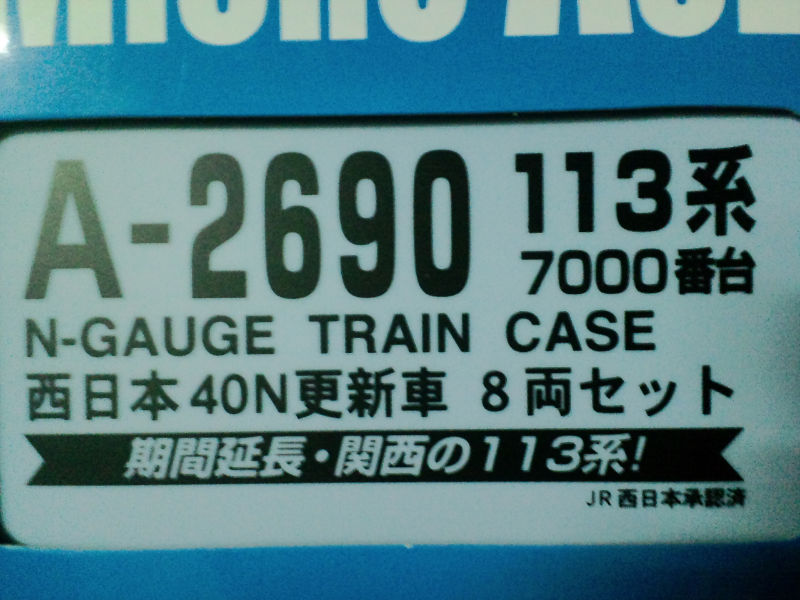 MICRO ACE
A-2690 113系
7000番台
N-GAUGE TRAIN CASE
西日本40N更新車 8両セット
期間延長・関西の113系!
JR西日本承認済